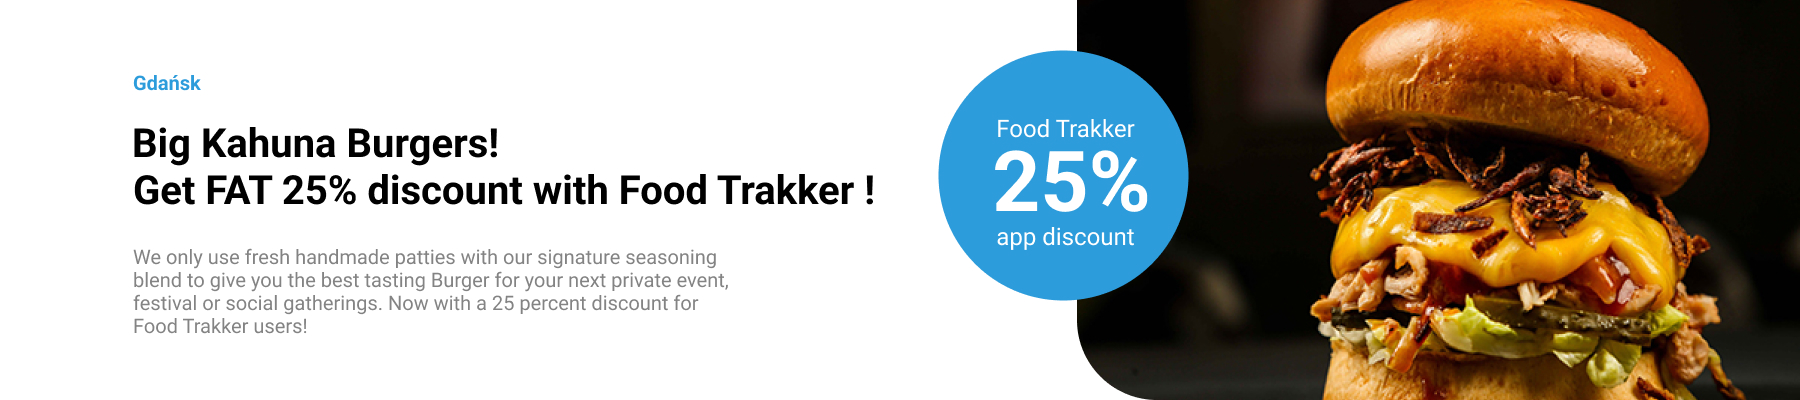 Gdańsk
Big Kahuna Burgers!
Get FAT 25% discount with Food Trakker !
We only use fresh handmade patties with our signature seasoning
blend to give you the best tasting Burger for your next private event,
festival or social gatherings. Now with a 25 percent discount for
Food Trakker users!
Food Trakker
25%
app discount